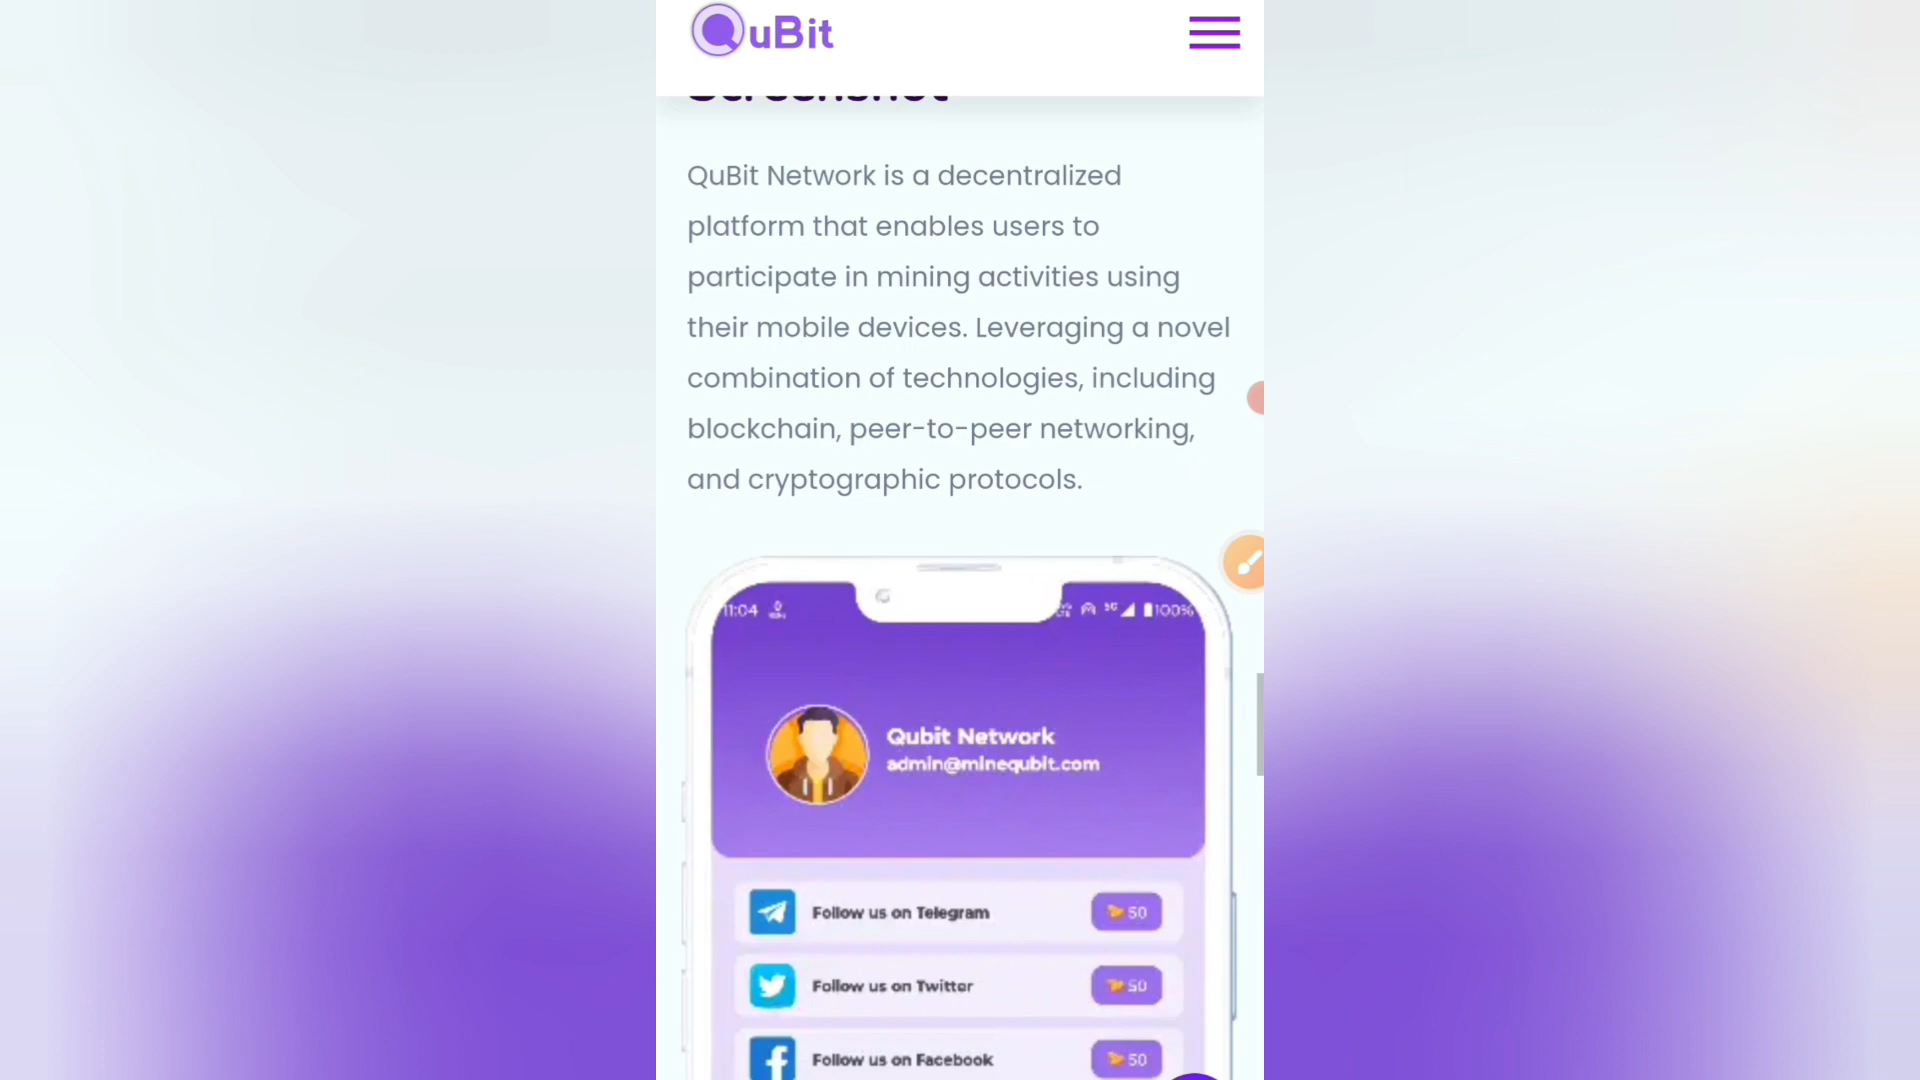 QuBit
Screenshot
QuBit Network is a decentralized
platform that enables users to
participate in mining activities using
their mobile devices. Leveraging a novel
combination of technologies, including
blockchain, peer-to-peer networking,
and cryptographic protocols.
11:04 5G 100%
Qubit Network
admin@minequbit.com
Follow us on Telegram 50
Follow us on Twitter 50
Follow us on Facebook 50